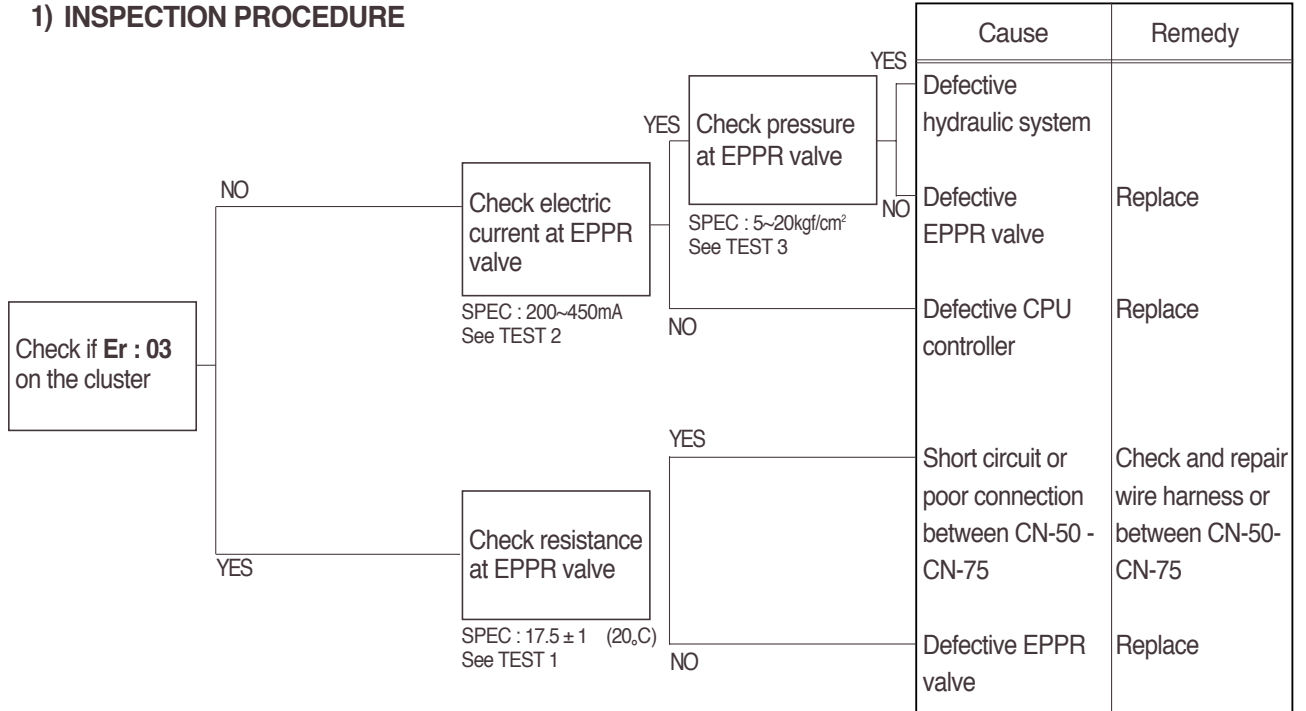 1) INSPECTION PROCEDURE
Cause
Remedy
Check if Er : 03
on the cluster
NO
YES
Check electric
current at EPPR
valve
SPEC : 200~450mA
See TEST 2
YES
NO
Check pressure
at EPPR valve
SPEC : 5~20kgf/cm²
See TEST 3
YES
NO
Defective
hydraulic system
Defective
EPPR valve
Replace
Defective CPU
controller
Replace
Check resistance
at EPPR valve
SPEC : 17.5 ± 1 (20°C)
See TEST 1
YES
NO
Short circuit or
poor connection
between CN-50 -
CN-75
Check and repair
wire harness or
between CN-50-
CN-75
Defective EPPR
valve
Replace